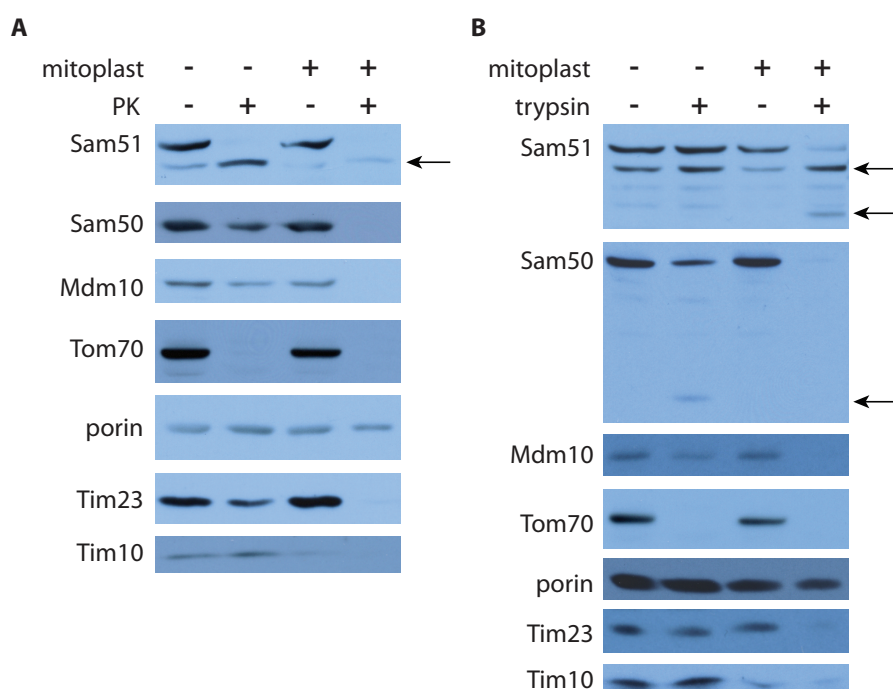 A
mitoplast - - + +
PK - + - +
Sam51
Sam50
Mdm10
Tom70
porin
Tim23
Tim10
B
mitoplast - - + +
trypsin - + - +
Sam51
Sam50
Mdm10
Tom70
porin
Tim23
Tim10